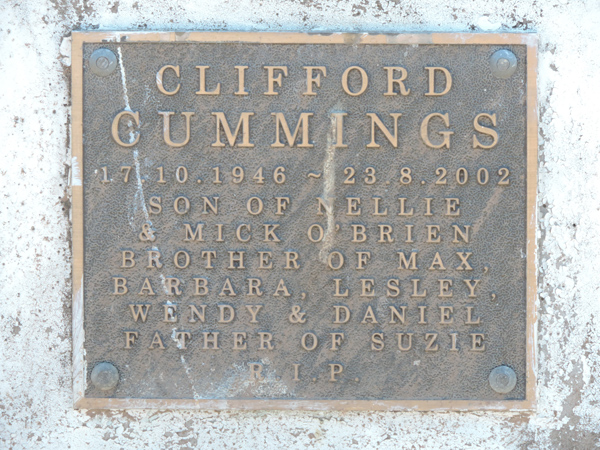 CLIFFORD
CUMMINGS
17.10.1946 ~ 23.8.2002
SON OF NELLIE
& MICK O'BRIEN
BROTHER OF MAX,
BARBARA, LESLEY,
WENDY & DANIEL
FATHER OF SUZIE
R.I.P.